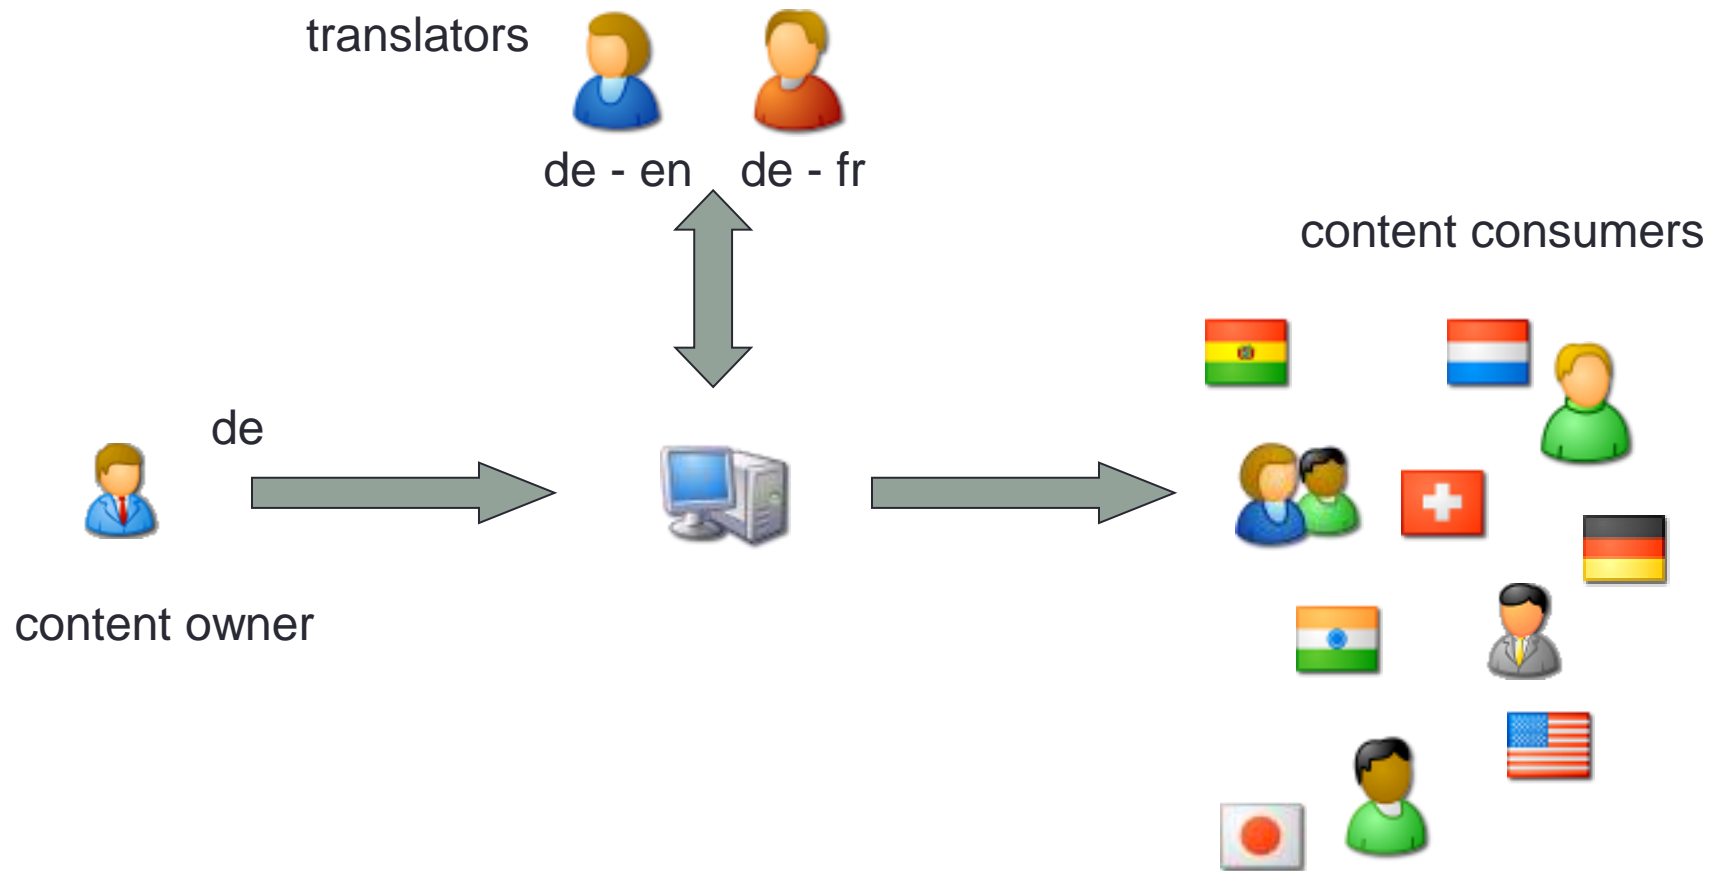 translators
de - en
de - fr
content consumers
de
content owner